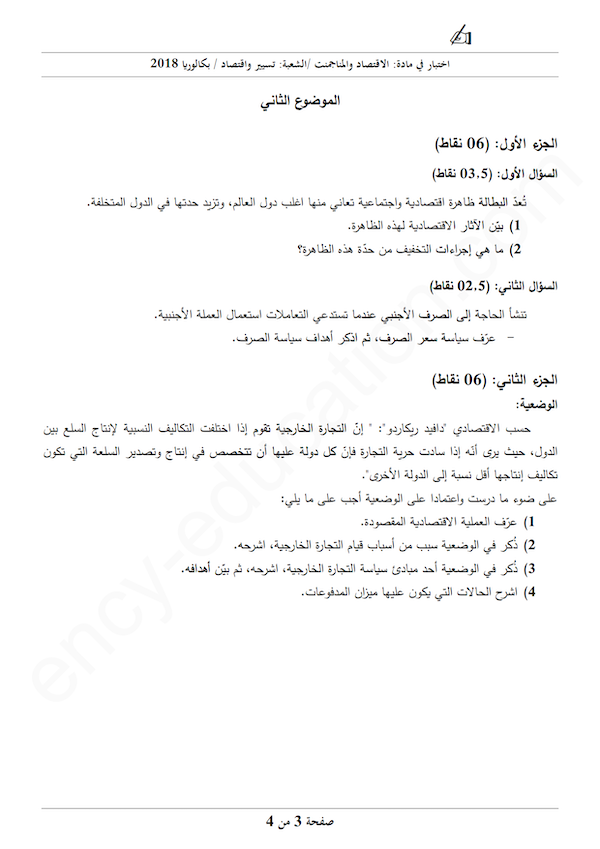 اختبار في مادة: الاقتصاد والمناجمنت /الشعبة: تسيير واقتصاد / بكالوريا 2018
الموضوع الثاني
الجزء الأول: (06 نقاط)
السؤال الأول: (03.5 نقاط)
تُعدّ البطالة ظاهرة اقتصادية واجتماعية تعاني منها اغلب دول العالم، وتزيد حدتها في الدول المتخلفة.
1) بيّن الآثار الاقتصادية لهذه الظاهرة.
2) ما هي إجراءات التخفيف من حدّة هذه الظاهرة؟
السؤال الثاني: (02.5 نقاط)
تنشأ الحاجة إلى الصرف الأجنبي عندما تستدعي التعاملات استعمال العملة الأجنبية.
- عرّف سياسة سعر الصرف، ثم اذكر أهداف سياسة الصرف.
الجزء الثاني: (06 نقاط)
الوضعية:
حسب الاقتصادي "دافيد ريكاردو": " إنّ التجارة الخارجية تقوم إذا اختلفت التكاليف النسبية لإنتاج السلع بين
الدول، حيث يرى أنّه إذا سادت حرية التجارة فإنّ كل دولة عليها أن تتخصص في إنتاج وتصدير السلعة التي تكون
تكاليف إنتاجها أقل نسبة إلى الدولة الأخرى".
على ضوء ما درست واعتمادا على الوضعية أجب على ما يلي:
1) عرّف العملية الاقتصادية المقصودة.
2) ذُكر في الوضعية سبب من أسباب قيام التجارة الخارجية، اشرحه.
3) ذُكر في الوضعية أحد مبادئ سياسة التجارة الخارجية، اشرحه، ثم بيّن أهدافه.
4) اشرح الحالات التي يكون عليها ميزان المدفوعات.
صفحة 3 من 4
ency-education.com